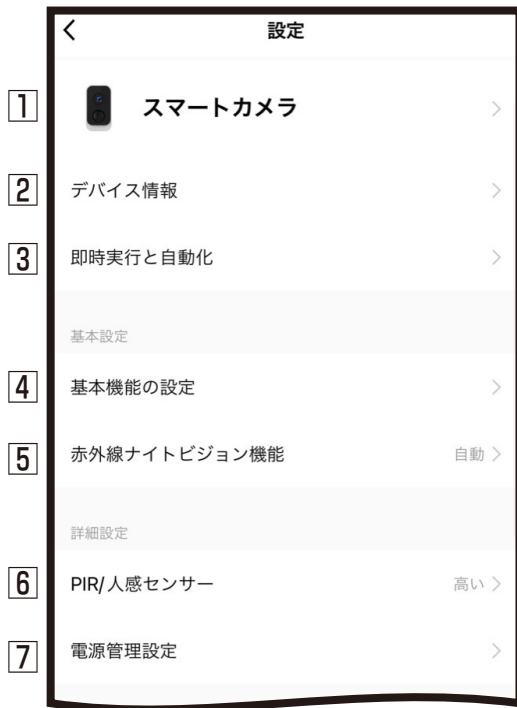 設定
1 スマートカメラ
2 デバイス情報
3 即時実行と自動化
基本設定
4 基本機能の設定
5 赤外線ナイトビジョン機能 自動
詳細設定
6 PIR/人感センサー 高い
7 電源管理設定